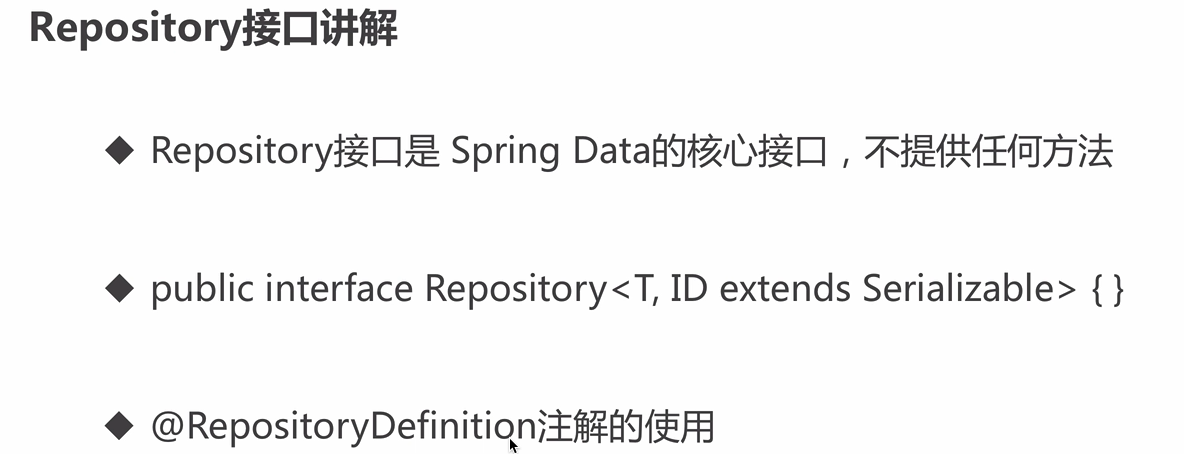 Repository接口讲解
◆ Repository接口是 Spring Data的核心接口，不提供任何方法
◆ public interface Repository<T, ID extends Serializable> { }
◆ @RepositoryDefinition注解的使用